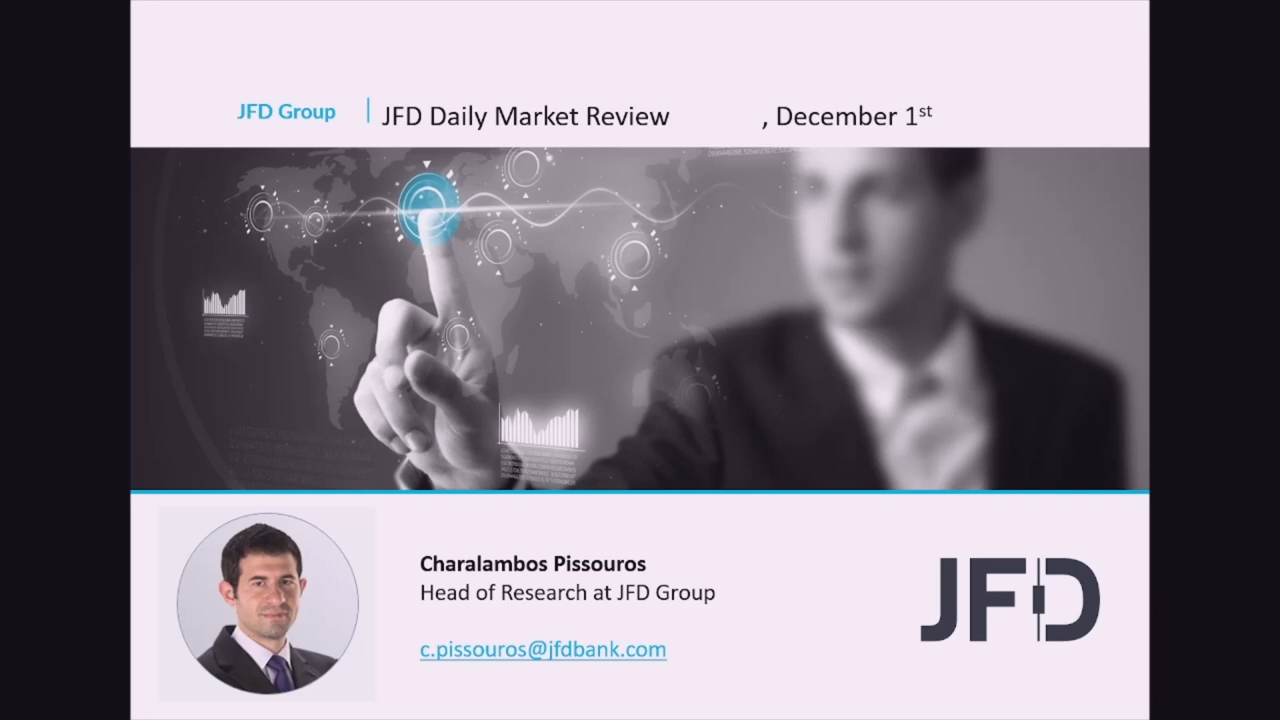 JFD Group
JFD Daily Market Review , December 1st
Charalambos Pissouros
Head of Research at JFD Group
c.pissouros@jfdbank.com
JFD